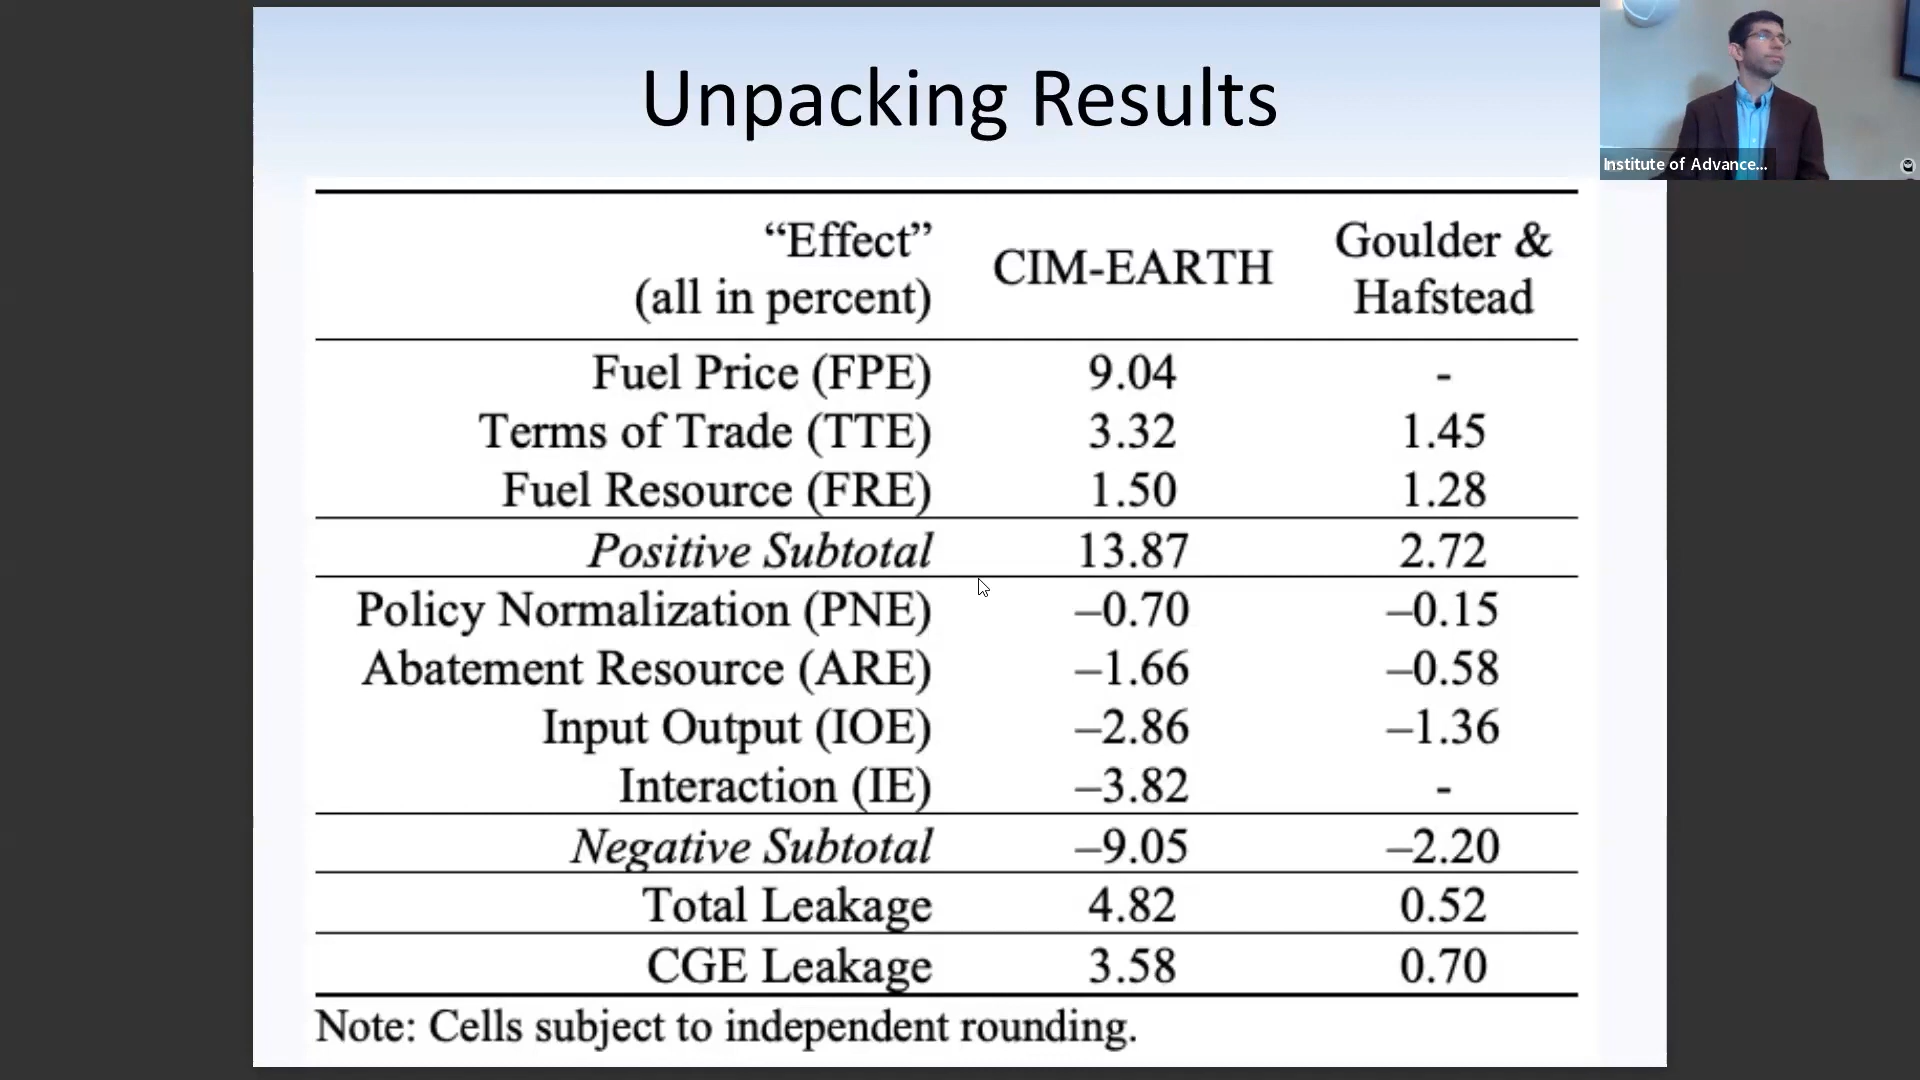 Unpacking Results
Institute of Advance...
“Effect”
(all in percent)
CIM-EARTH
Goulder &
Hafstead
Fuel Price (FPE) 9.04 -
Terms of Trade (TTE) 3.32 1.45
Fuel Resource (FRE) 1.50 1.28
Positive Subtotal 13.87 2.72
Policy Normalization (PNE) –0.70 –0.15
Abatement Resource (ARE) –1.66 –0.58
Input Output (IOE) –2.86 –1.36
Interaction (IE) –3.82 -
Negative Subtotal –9.05 –2.20
Total Leakage 4.82 0.52
CGE Leakage 3.58 0.70
Note: Cells subject to independent rounding.